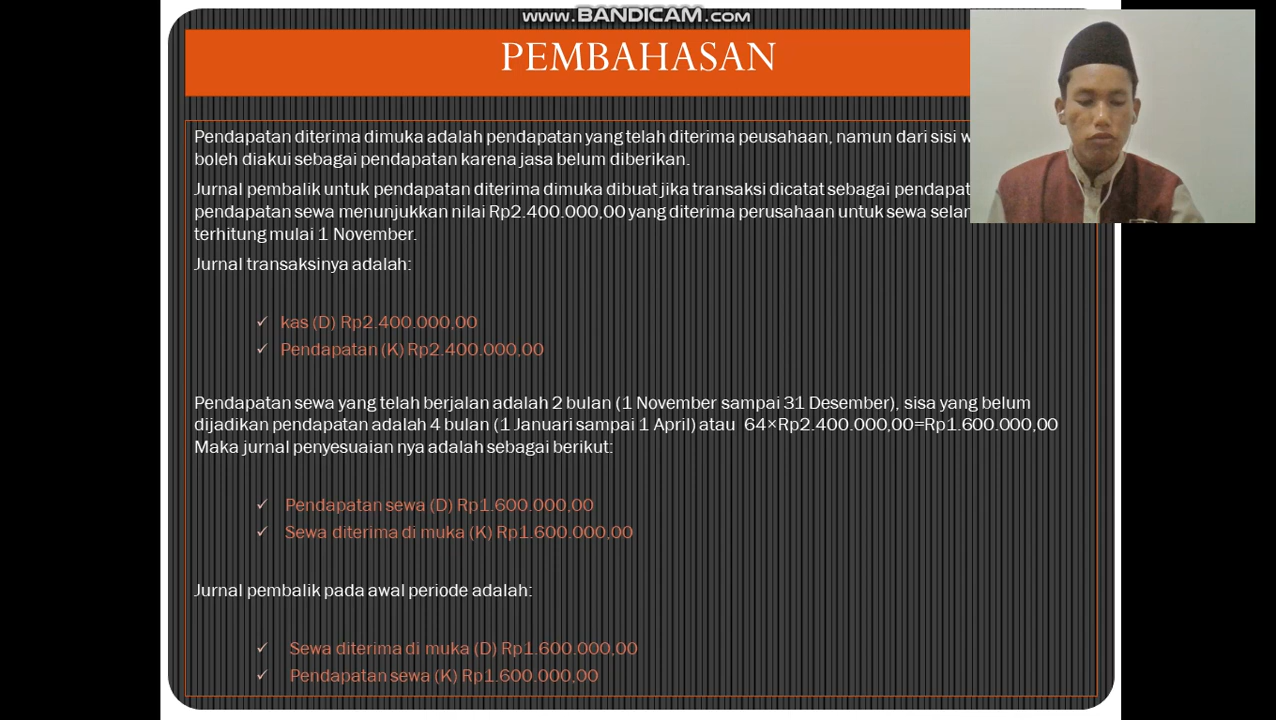 www.BANDICAM.com
PEMBAHASAN
Pendapatan diterima dimuka adalah pendapatan yang telah diterima peusahaan, namun dari sisi
boleh diakui sebagai pendapatan karena jasa belum diberikan.
Jurnal pembalik untuk pendapatan diterima dimuka dibuat jika transaksi dicatat sebagai
pendapatan sewa menunjukkan nilai Rp2.400.000,00 yang diterima perusahaan untuk sewa
terhitung mulai 1 November.
Jurnal transaksinya adalah:
✓ kas (D) Rp2.400.000,00
✓ Pendapatan (K) Rp2.400.000,00
Pendapatan sewa yang telah berjalan adalah 2 bulan (1 November sampai 31 Desember), sisa yang belum
dijadikan pendapatan adalah 4 bulan (1 Januari sampai 1 April) atau 64×Rp2.400.000,00=Rp1.600.000,00
Maka jurnal penyesuaian nya adalah sebagai berikut:
✓ Pendapatan sewa (D) Rp1.600.000,00
✓ Sewa diterima di muka (K) Rp1.600.000,00
Jurnal pembalik pada awal periode adalah:
✓ Sewa diterima di muka (D) Rp1.600.000,00
✓ Pendapatan sewa (K) Rp1.600.000,00